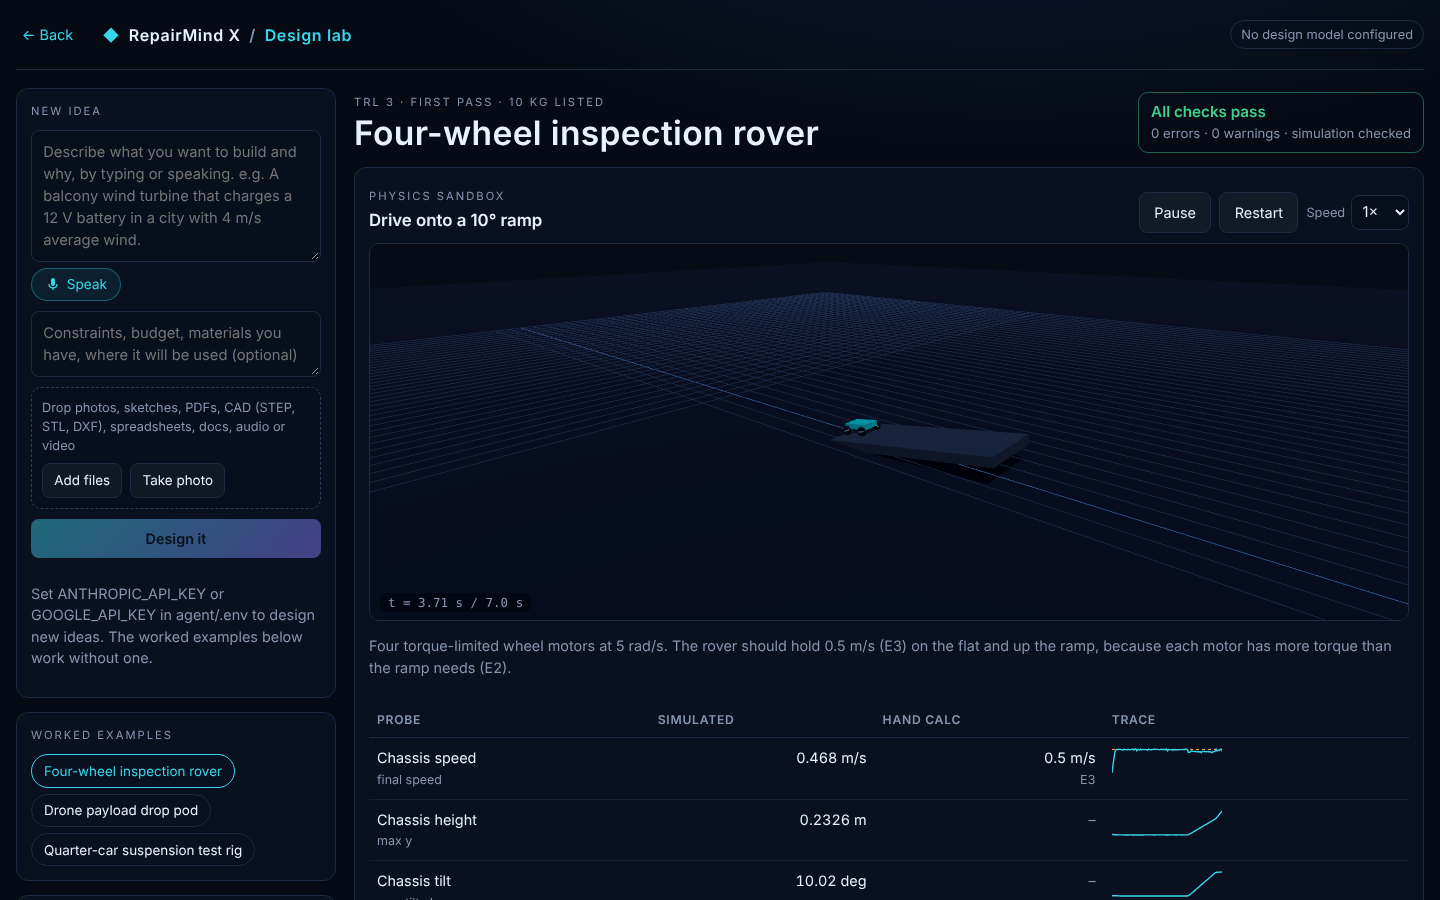 ← Back
RepairMind X / Design lab
No design model configured
NEW IDEA
Describe what you want to build and
why, by typing or speaking. e.g. A
balcony wind turbine that charges a
12 V battery in a city with 4 m/s
average wind.
Speak
Constraints, budget, materials you
have, where it will be used (optional)
Drop photos, sketches, PDFs, CAD (STEP,
STL, DXF), spreadsheets, docs, audio or
video
Add files
Take photo
Design it
Set ANTHROPIC_API_KEY or
GOOGLE_API_KEY in agent/.env to design
new ideas. The worked examples below
work without one.
WORKED EXAMPLES
Four-wheel inspection rover
Drone payload drop pod
Quarter-car suspension test rig
TRL 3 · FIRST PASS · 10 KG LISTED
Four-wheel inspection rover
All checks pass
0 errors · 0 warnings · simulation checked
PHYSICS SANDBOX
Drive onto a 10° ramp
Pause
Restart
Speed
1×
t = 3.71 s / 7.0 s
Four torque-limited wheel motors at 5 rad/s. The rover should hold 0.5 m/s (E3) on the flat and up the ramp, because each motor has more torque than
the ramp needs (E2).
PROBE SIMULATED HAND CALC TRACE
Chassis speed 0.468 m/s 0.5 m/s
final speed E3
Chassis height 0.2326 m –
max y
Chassis tilt 10.02 deg –